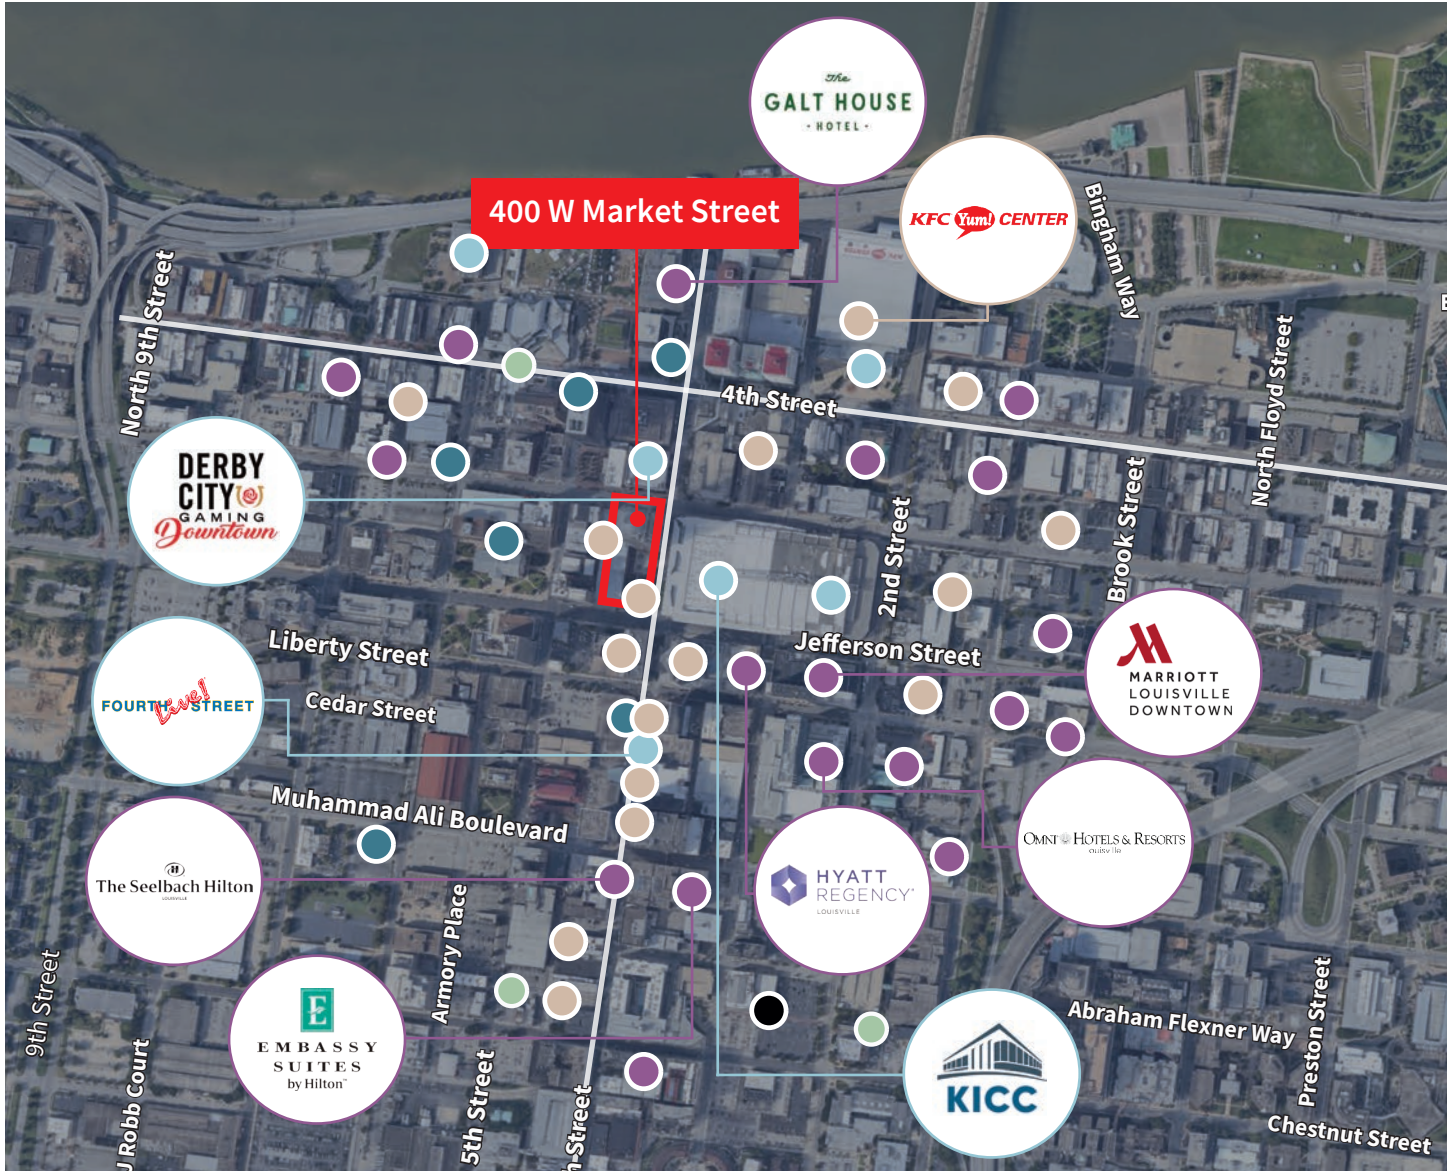 The
GALT HOUSE
- HOTEL -
KFC Yum! CENTER
400 W Market Street
Bingham Way
North 9th Street
4th Street
North Floyd Street
DERBY
CITY
GAMING
Downtown
2nd Street
Brook Street
Liberty Street
Jefferson Street
MARRIOTT
LOUISVILLE
DOWNTOWN
FOURTH Live! STREET
Cedar Street
Muhammad Ali Boulevard
OMNI HOTELS & RESORTS
ouisville
The Seelbach Hilton
LOUISVILLE
HYATT
REGENCY
LOUISVILLE
Armory Place
9th Street
E
EMBASSY
SUITES
by Hilton™
Abraham Flexner Way
Preston Street
KICC
J Robb Court
5th Street
h Street
Chestnut Street